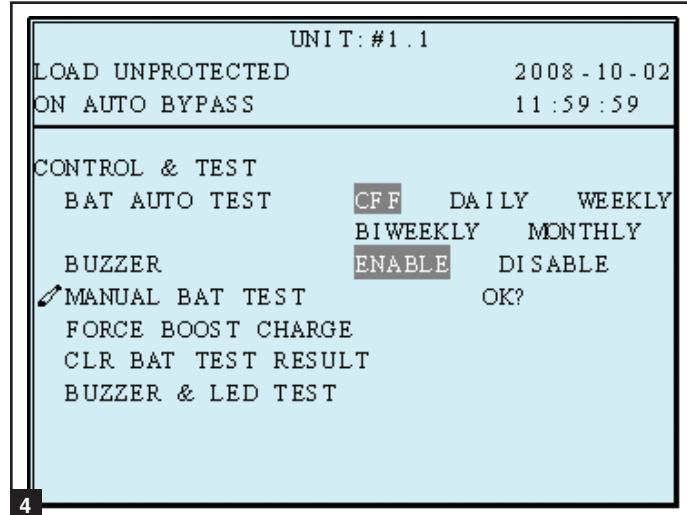 UNIT:#1.1
LOAD UNPROTECTED 2008-10-02
ON AUTO BYPASS 11:59:59
CONTROL & TEST
BAT AUTO TEST CFF DAILY WEEKLY
BIWEEKLY MONTHLY
BUZZER ENABLE DISABLE
MANUAL BAT TEST OK?
FORCE BOOST CHARGE
CLR BAT TEST RESULT
BUZZER & LED TEST
4